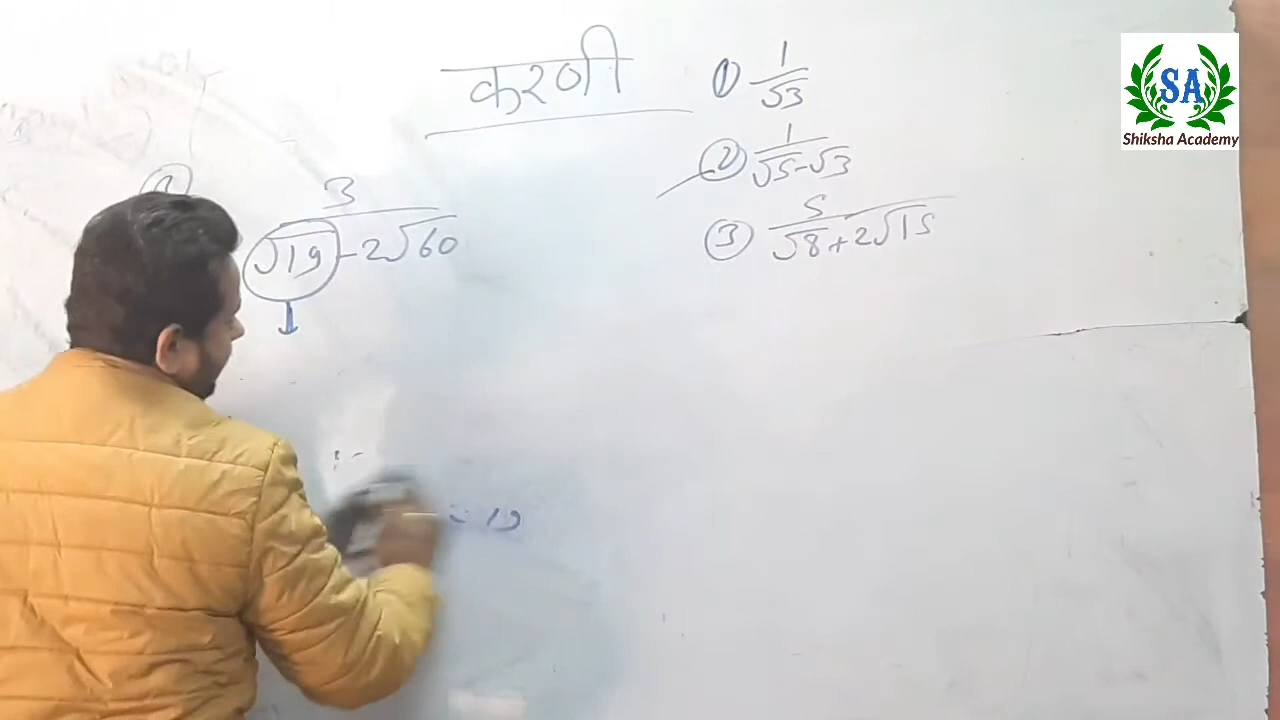 करणी
① 1/√3
② 1/(√5-√3)
③ 5/(√8+2√15)
3/(√19-2√60)
= 19
SA
Shiksha Academy